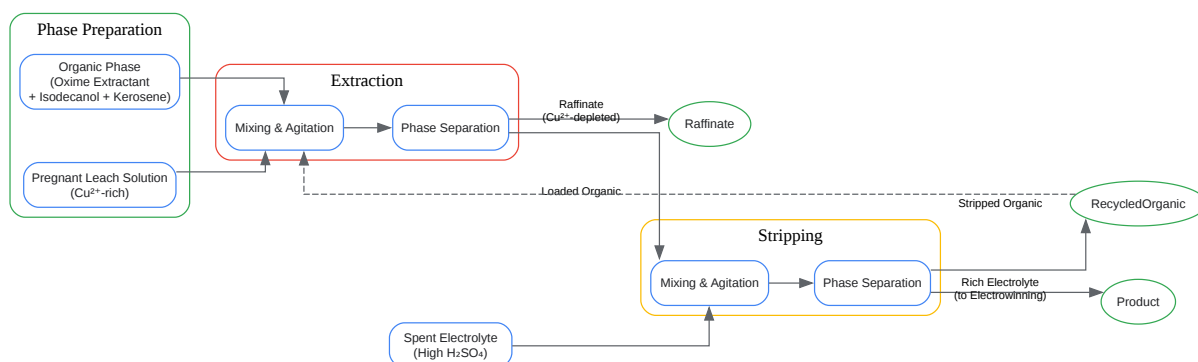 Phase Preparation
Organic Phase
(Oxime Extractant
+ Isodecanol + Kerosene)
Pregnant Leach Solution
(Cu²⁺-rich)
Extraction
Mixing & Agitation
Phase Separation
Raffinate
(Cu²⁺-depleted)
Raffinate
Loaded Organic
Stripped Organic
RecycledOrganic
Stripping
Mixing & Agitation
Phase Separation
Rich Electrolyte
(to Electrowinning)
Product
Spent Electrolyte
(High H₂SO₄)